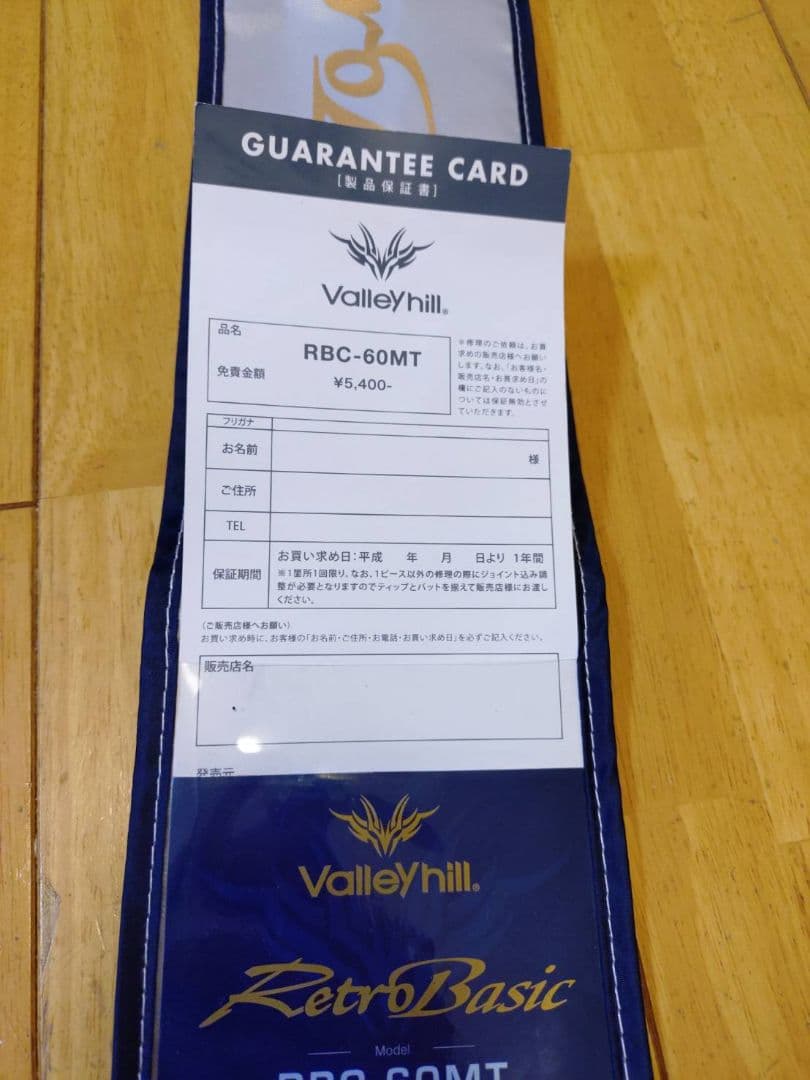 GUARANTEE CARD
[製品保証書]
Valleyhill®
品名
RBC-60MT
免責金額
¥5,400-
※修理のご依頼は、お買
求めの販売店様へお願い
します。なお、「お客様名・
販売店名・お買求め日」の
欄にご記入のないものに
ついては保証無効とさせ
ていただきます。
フリガナ
お名前
様
ご住所
TEL
保証期間
お買い求め日:平成 年 月 日より 1年間
※1箇所1回限り、なお、1ピース以外の修理の際にジョイント込み調
整が必要となりますのでティップとバットを揃えて販売店様にお渡し
ください。
〈ご販売店様へお願い〉
お買い求め時に、お客様の「お名前・ご住所・お電話・お買い求め日」を必ずご記入ください。
販売店名
発売元
Valleyhill®
RetroBasic
Model
RBC-60MT